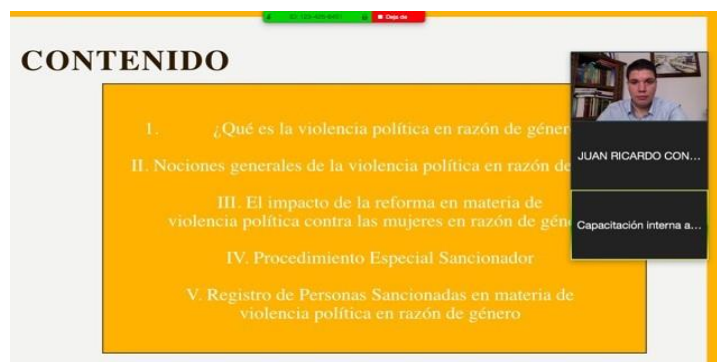 Deja de
CONTENIDO
I. ¿Qué es la violencia política en razón de géner
II. Nociones generales de la violencia política en razón de
III. El impacto de la reforma en materia de
violencia política contra las mujeres en razón de géne
IV. Procedimiento Especial Sancionador
V. Registro de Personas Sancionadas en materia de
violencia política en razón de género
JUAN RICARDO CON...
Capacitación interna a...